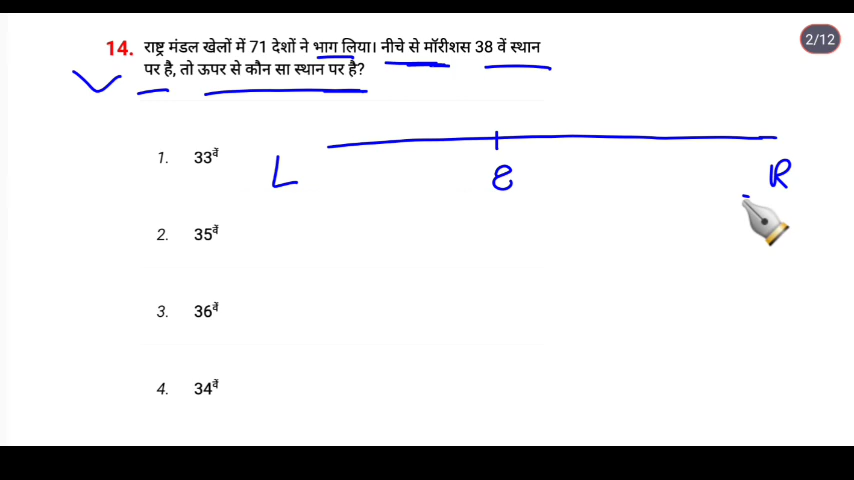 2/12
14. राष्ट्र मंडल खेलों में 71 देशों ने भाग लिया। नीचे से मॉरीशस 38 वें स्थान
पर है, तो ऊपर से कौन सा स्थान पर है?
1. 33वें
L R
2. 35वें
3. 36वें
4. 34वें